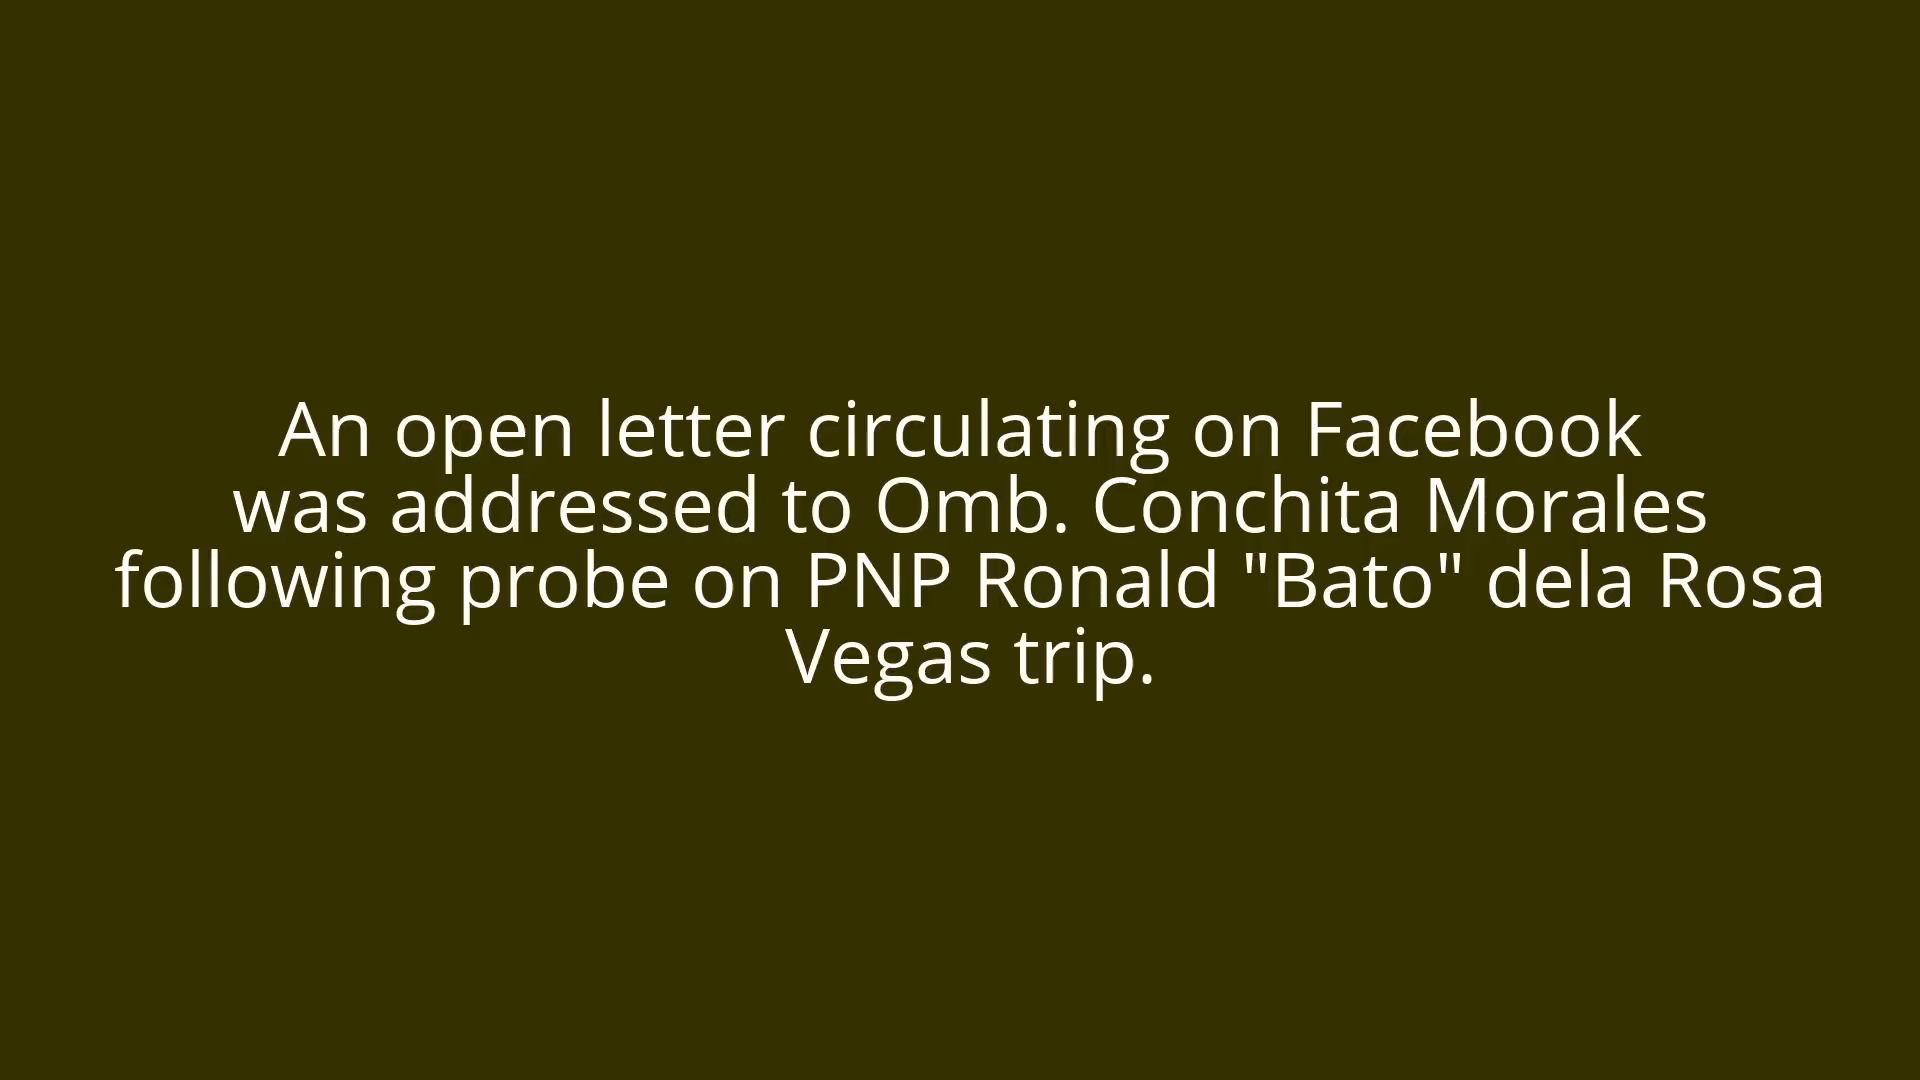 An open letter circulating on Facebook
was addressed to Omb. Conchita Morales
following probe on PNP Ronald "Bato" dela Rosa
Vegas trip.